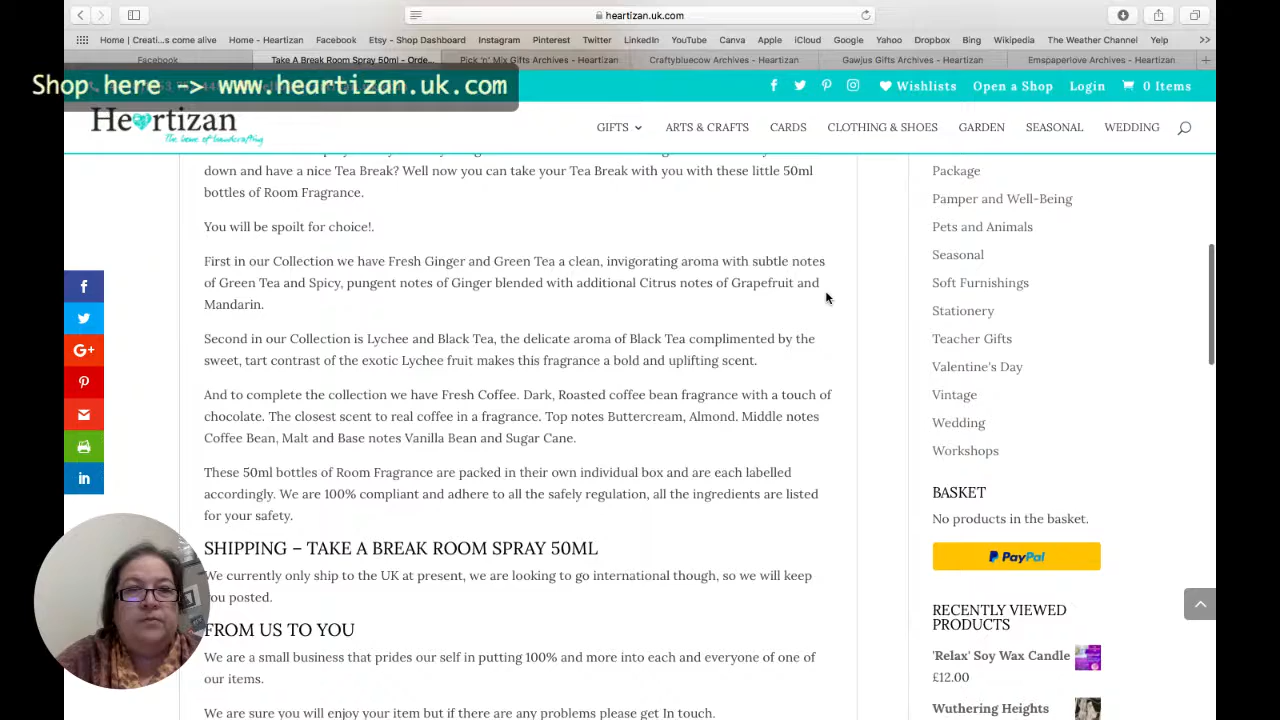 heartizan.uk.com
Home | Creati...s come alive
Home - Heartizan
Facebook
Etsy - Shop Dashboard
Instagram
Pinterest
Twitter
LinkedIn
YouTube
Canva
Apple
iCloud
Google
Yahoo
Dropbox
Bing
Wikipedia
The Weather Channel
Yelp
Facebook
Take A Break Room Spray 50ml - Orde...
Pick 'n' Mix Gifts Archives - Heartizan
Craftybluecow Archives - Heartizan
Gawjus Gifts Archives - Heartizan
Emspaperlove Archives - Heartizan
Shop here -> www.heartizan.uk.com
Wishlists
Open a Shop
Login
0 Items
Heartizan
The home of handcrafting
GIFTS
ARTS & CRAFTS
CARDS
CLOTHING & SHOES
GARDEN
SEASONAL
WEDDING
down and have a nice Tea Break? Well now you can take your Tea Break with you with these little 50ml
bottles of Room Fragrance.
You will be spoilt for choice!.
First in our Collection we have Fresh Ginger and Green Tea a clean, invigorating aroma with subtle notes
of Green Tea and Spicy, pungent notes of Ginger blended with additional Citrus notes of Grapefruit and
Mandarin.
Second in our Collection is Lychee and Black Tea, the delicate aroma of Black Tea complimented by the
sweet, tart contrast of the exotic Lychee fruit makes this fragrance a bold and uplifting scent.
And to complete the collection we have Fresh Coffee. Dark, Roasted coffee bean fragrance with a touch of
chocolate. The closest scent to real coffee in a fragrance. Top notes Buttercream, Almond. Middle notes
Coffee Bean, Malt and Base notes Vanilla Bean and Sugar Cane.
These 50ml bottles of Room Fragrance are packed in their own individual box and are each labelled
accordingly. We are 100% compliant and adhere to all the safely regulation, all the ingredients are listed
for your safety.
SHIPPING – TAKE A BREAK ROOM SPRAY 50ML
We currently only ship to the UK at present, we are looking to go international though, so we will keep
you posted.
FROM US TO YOU
We are a small business that prides our self in putting 100% and more into each and everyone of one of
our items.
We are sure you will enjoy your item but if there are any problems please get In touch.
Package
Pamper and Well-Being
Pets and Animals
Seasonal
Soft Furnishings
Stationery
Teacher Gifts
Valentine's Day
Vintage
Wedding
Workshops
BASKET
No products in the basket.
PayPal
RECENTLY VIEWED
PRODUCTS
'Relax' Soy Wax Candle
£12.00
Wuthering Heights